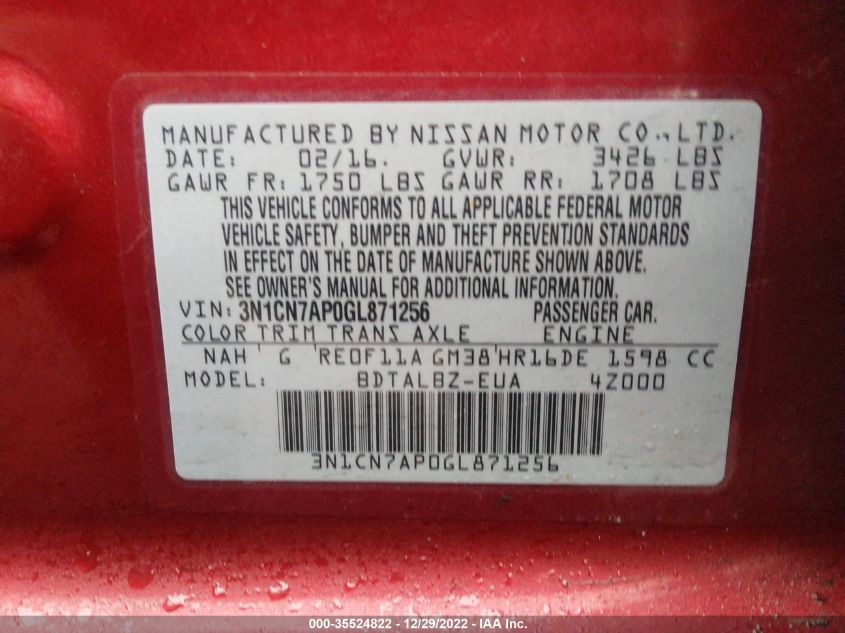 MANUFACTURED BY NISSAN MOTOR CO., LTD.
DATE: 02/16. GVWR: 3426 LBS
GAWR FR: 1750 LBS GAWR RR: 1708 LBS
THIS VEHICLE CONFORMS TO ALL APPLICABLE FEDERAL MOTOR
VEHICLE SAFETY, BUMPER AND THEFT PREVENTION STANDARDS
IN EFFECT ON THE DATE OF MANUFACTURE SHOWN ABOVE.
SEE OWNER'S MANUAL FOR ADDITIONAL INFORMATION.
VIN: 3N1CN7AP0GL871256 PASSENGER CAR.
COLOR TRIM TRANS AXLE ENGINE
NAH G RE0F11A GM38 HR16DE 1598 CC
MODEL: BDTALBZ-EUA 4Z000
3N1CN7AP0GL871256
000-35524822 - 12/29/2022 - IAA Inc.